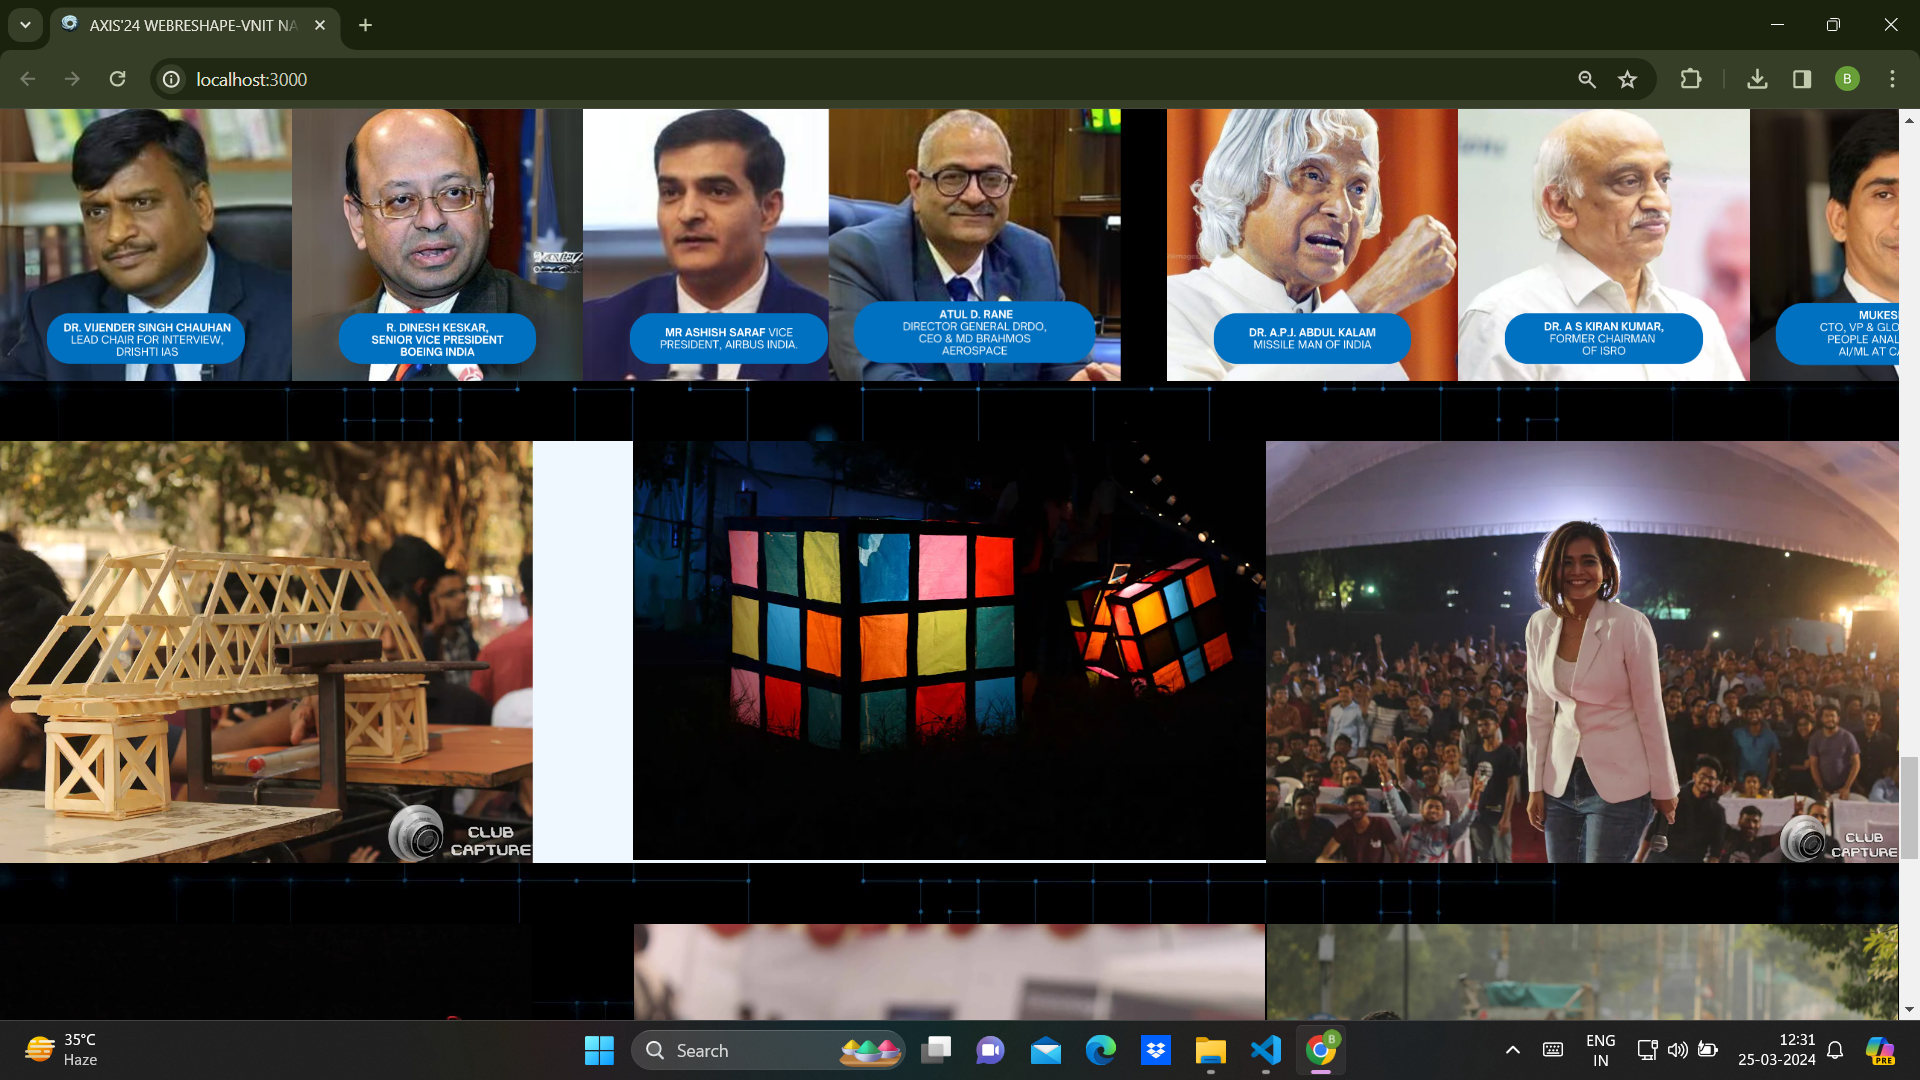 AXIS'24 WEBRESHAPE-VNIT NA
localhost:3000
B
DR. VIJENDER SINGH CHAUHAN
LEAD CHAIR FOR INTERVIEW,
DRISHTI IAS
R. DINESH KESKAR,
SENIOR VICE PRESIDENT
BOEING INDIA
MR ASHISH SARAF VICE
PRESIDENT, AIRBUS INDIA.
ATUL D. RANE
DIRECTOR GENERAL DRDO,
CEO & MD BRAHMOS
AEROSPACE
DR. A.P.J. ABDUL KALAM
MISSILE MAN OF INDIA
DR. A S KIRAN KUMAR,
FORMER CHAIRMAN
OF ISRO
MUKES
CTO, VP & GLO
PEOPLE ANAL
AI/ML AT CA
CLUB
CAPTURE
CLUB
CAPTURE
35°C
Haze
Search
B
ENG
IN
12:31
25-03-2024
PRE